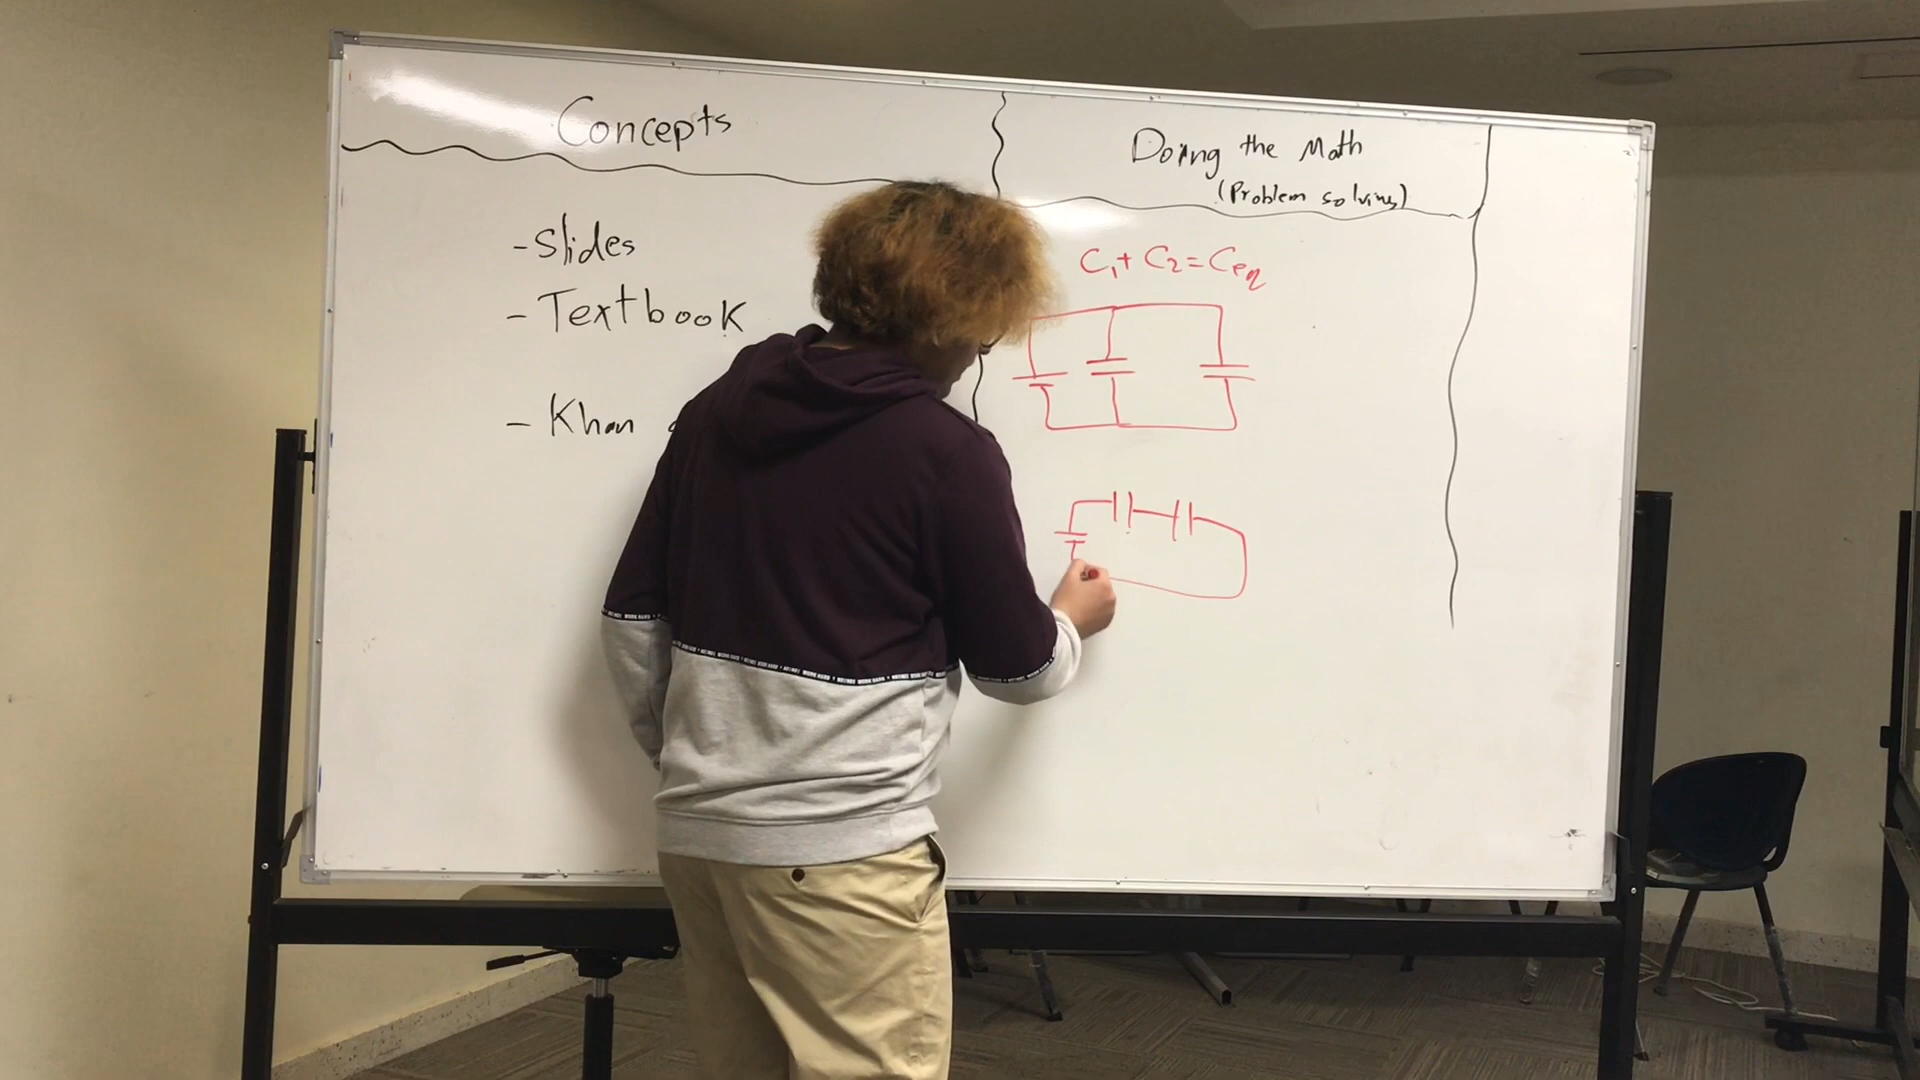 Concepts
- Slides
- Textbook
- Khan
Doing the Math
(Problem solving)
C₁ + C₂ = Ceq